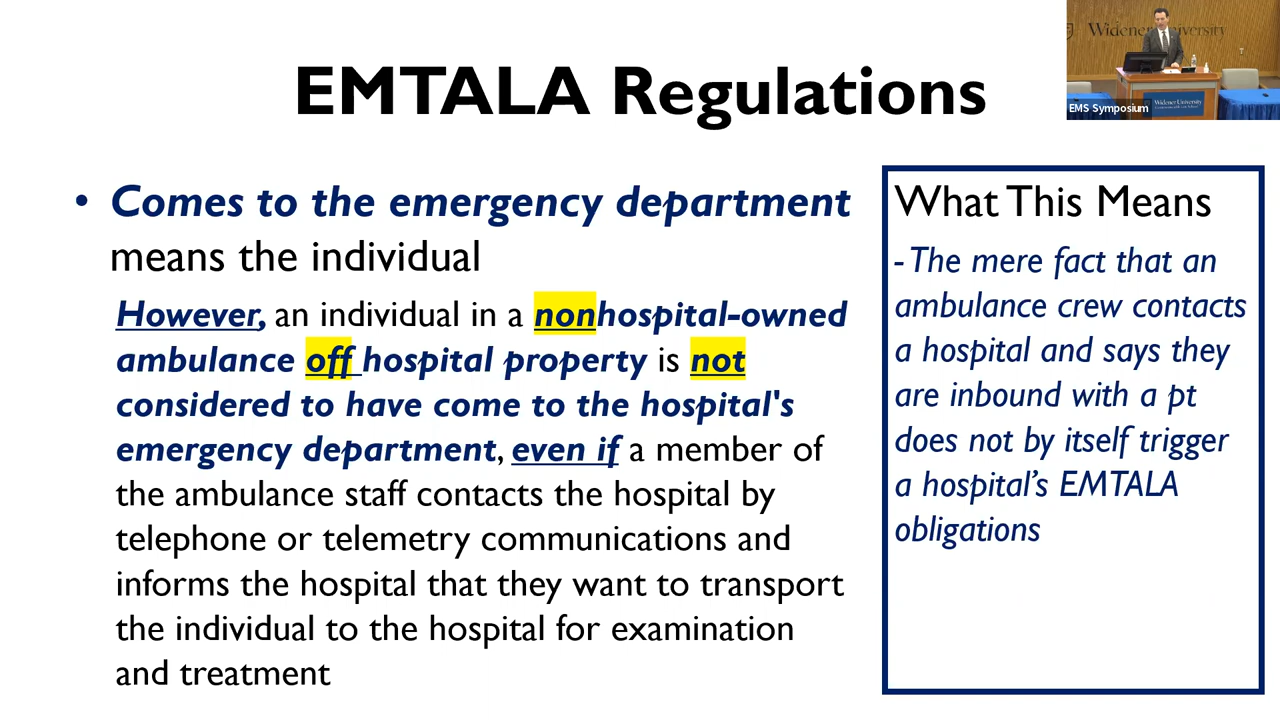 EMTALA Regulations
Widener University
EMS Symposium
Widener University
• Comes to the emergency department
means the individual
However, an individual in a nonhospital-owned
ambulance off hospital property is not
considered to have come to the hospital's
emergency department, even if a member of
the ambulance staff contacts the hospital by
telephone or telemetry communications and
informs the hospital that they want to transport
the individual to the hospital for examination
and treatment
What This Means
- The mere fact that an
ambulance crew contacts
a hospital and says they
are inbound with a pt
does not by itself trigger
a hospital’s EMTALA
obligations